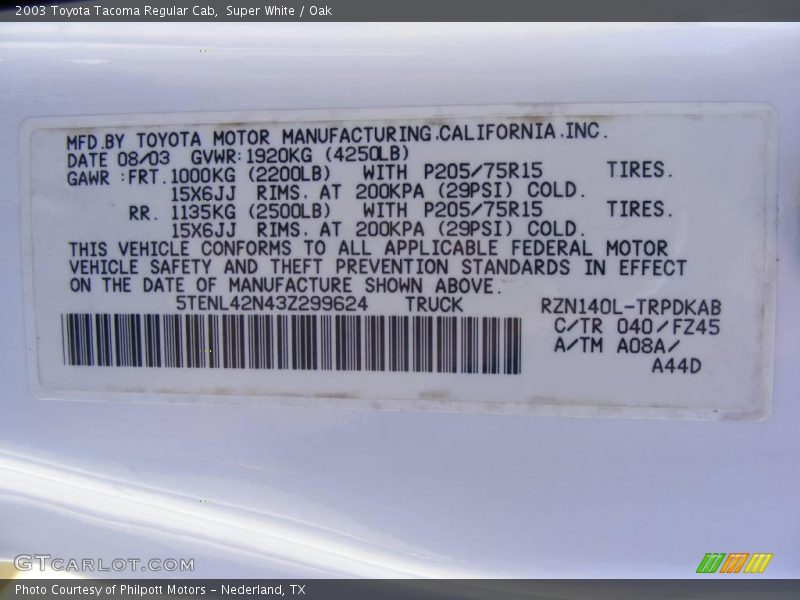 2003 Toyota Tacoma Regular Cab,  Super White / Oak
MFD.BY TOYOTA MOTOR MANUFACTURING.CALIFORNIA.INC.
DATE 08/03  GVWR:1920KG (4250LB)
GAWR :FRT.1000KG (2200LB)  WITH P205/75R15  TIRES.
15X6JJ  RIMS. AT 200KPA (29PSI) COLD.
RR. 1135KG (2500LB)  WITH P205/75R15  TIRES.
15X6JJ  RIMS. AT 200KPA (29PSI) COLD.
THIS VEHICLE CONFORMS TO ALL APPLICABLE FEDERAL MOTOR
VEHICLE SAFETY AND THEFT PREVENTION STANDARDS IN EFFECT
ON THE DATE OF MANUFACTURE SHOWN ABOVE.
5TENL42N43Z299624  TRUCK  RZN140L-TRPDKAB
C/TR 040/FZ45
A/TM A08A/
A44D
GTCARLOT.COM
Photo Courtesy of Philpott Motors - Nederland, TX